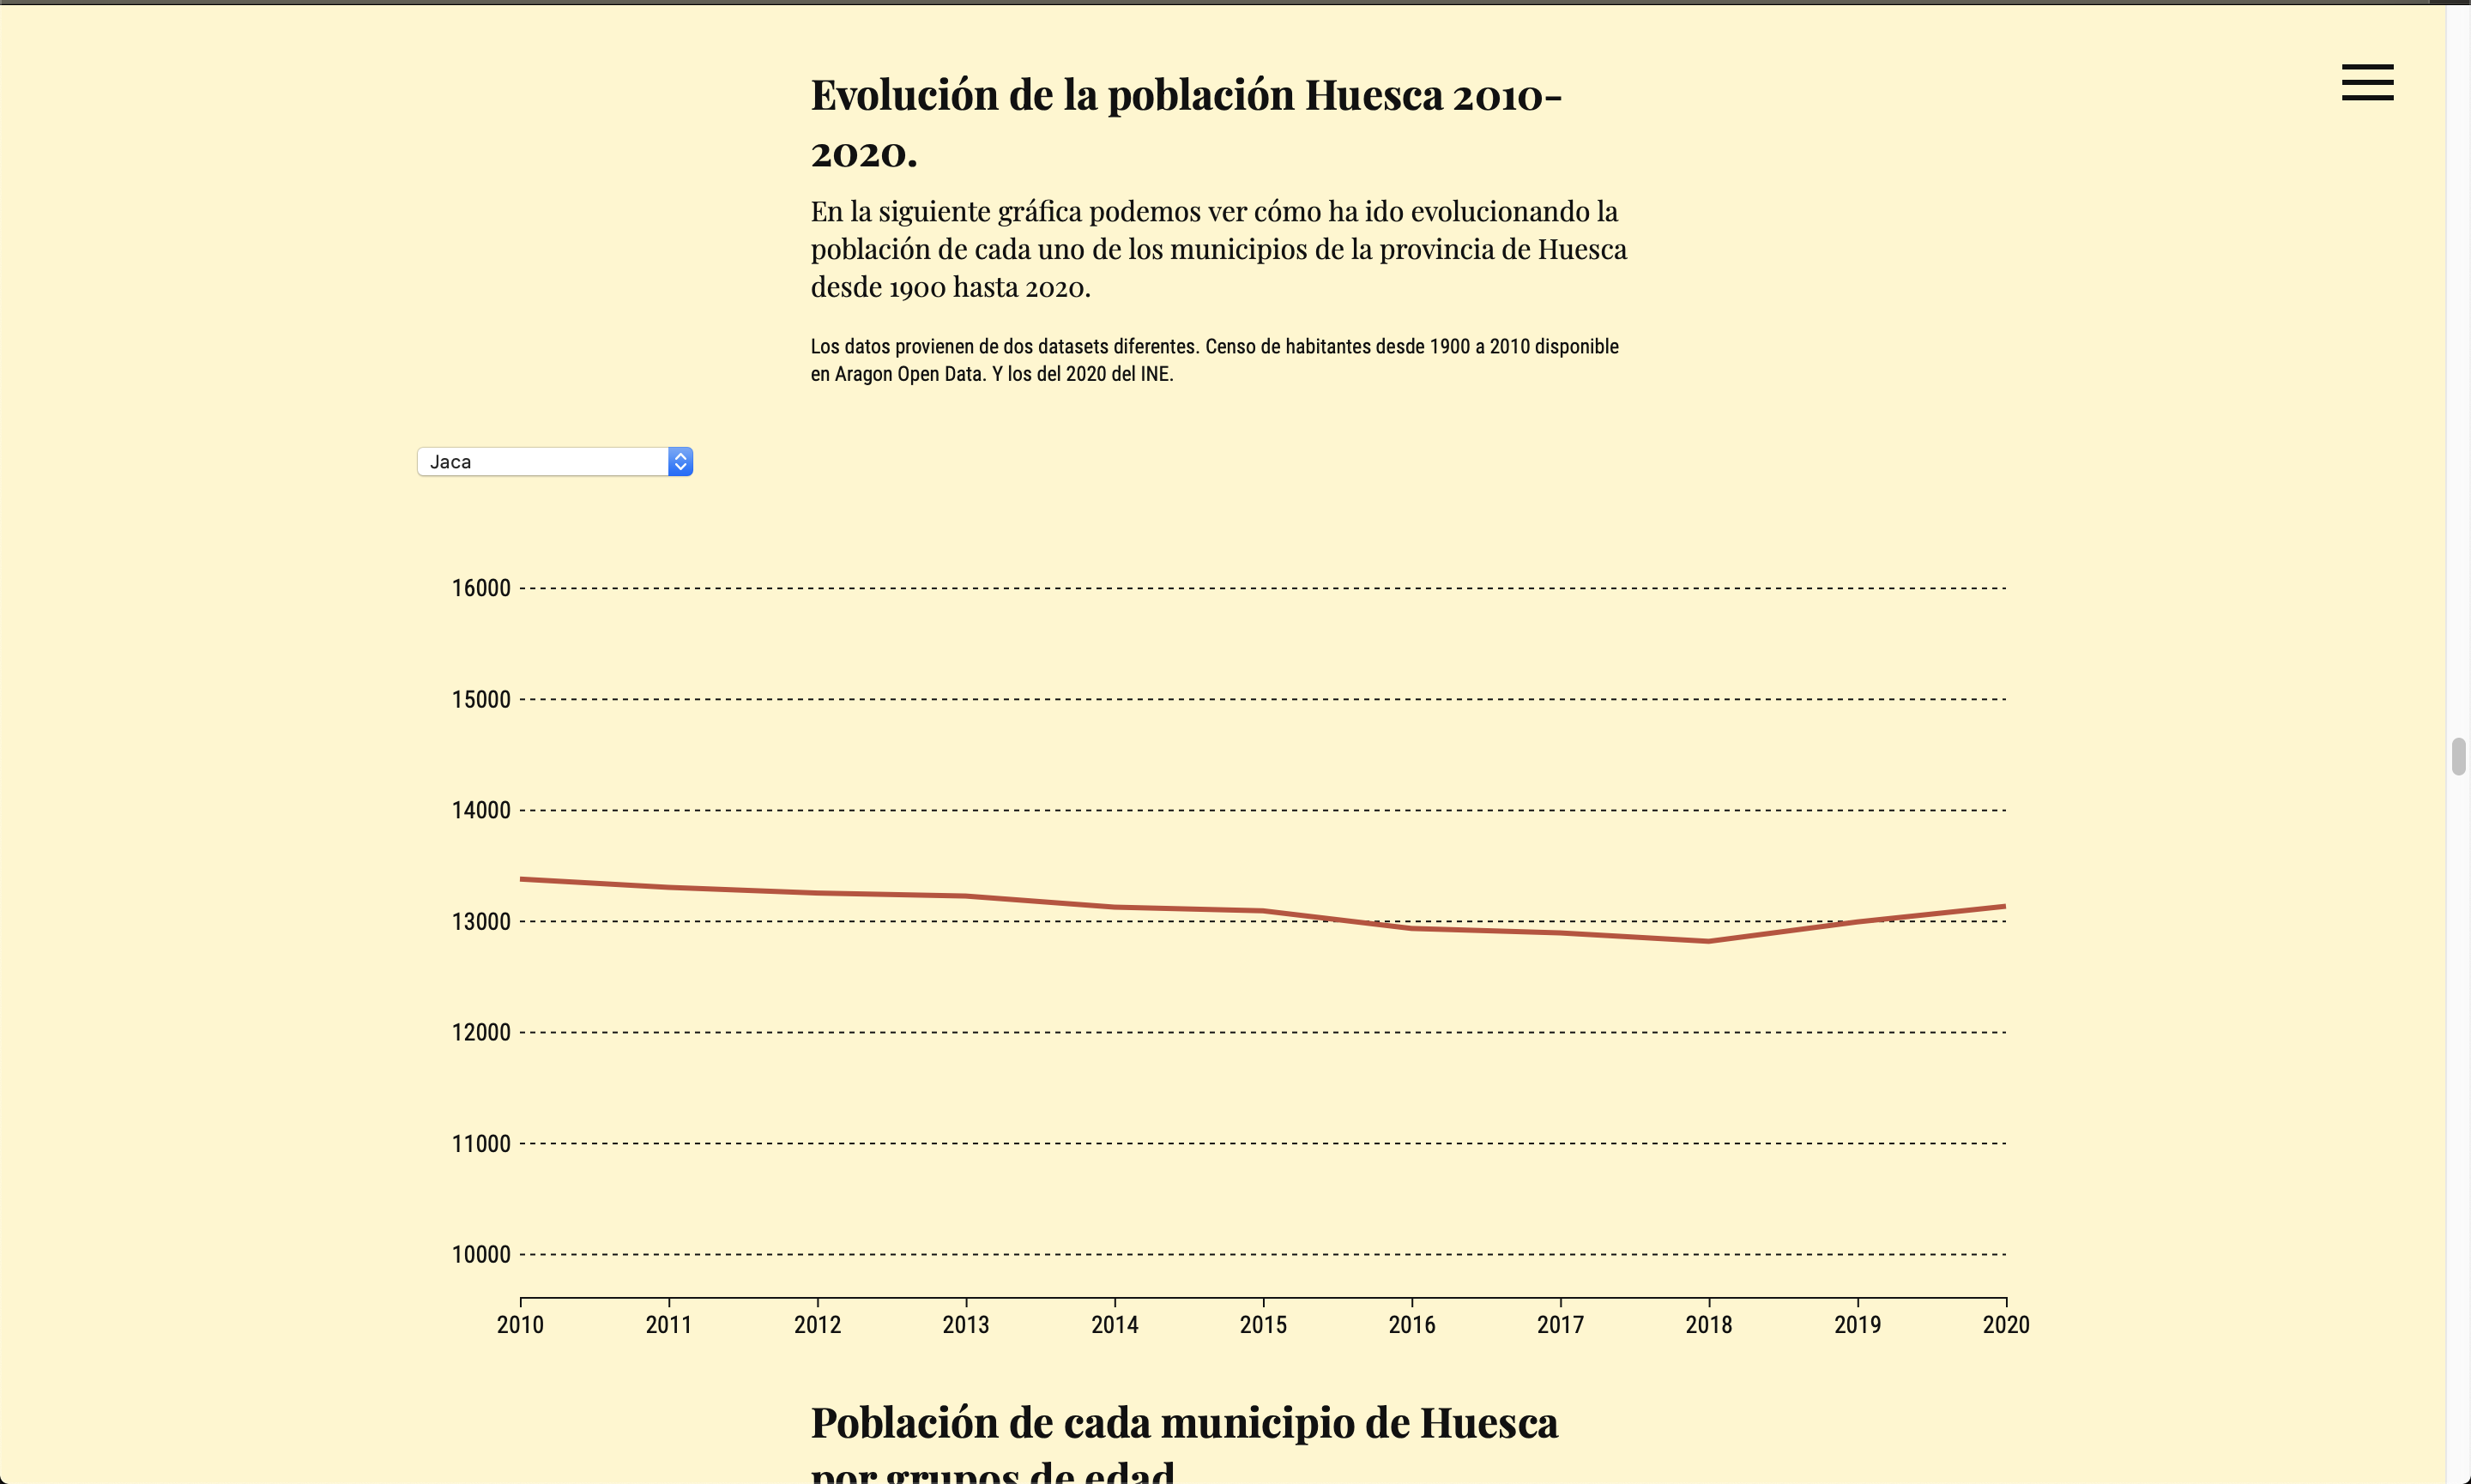 Evolución de la población Huesca 2010-
2020.
En la siguiente gráfica podemos ver cómo ha ido evolucionando la
población de cada uno de los municipios de la provincia de Huesca
desde 1900 hasta 2020.
Los datos provienen de dos datasets diferentes. Censo de habitantes desde 1900 a 2010 disponible
en Aragon Open Data. Y los del 2020 del INE.
Jaca
16000
15000
14000
13000
12000
11000
10000
2010 2011 2012 2013 2014 2015 2016 2017 2018 2019 2020
Población de cada municipio de Huesca
por grupos de edad